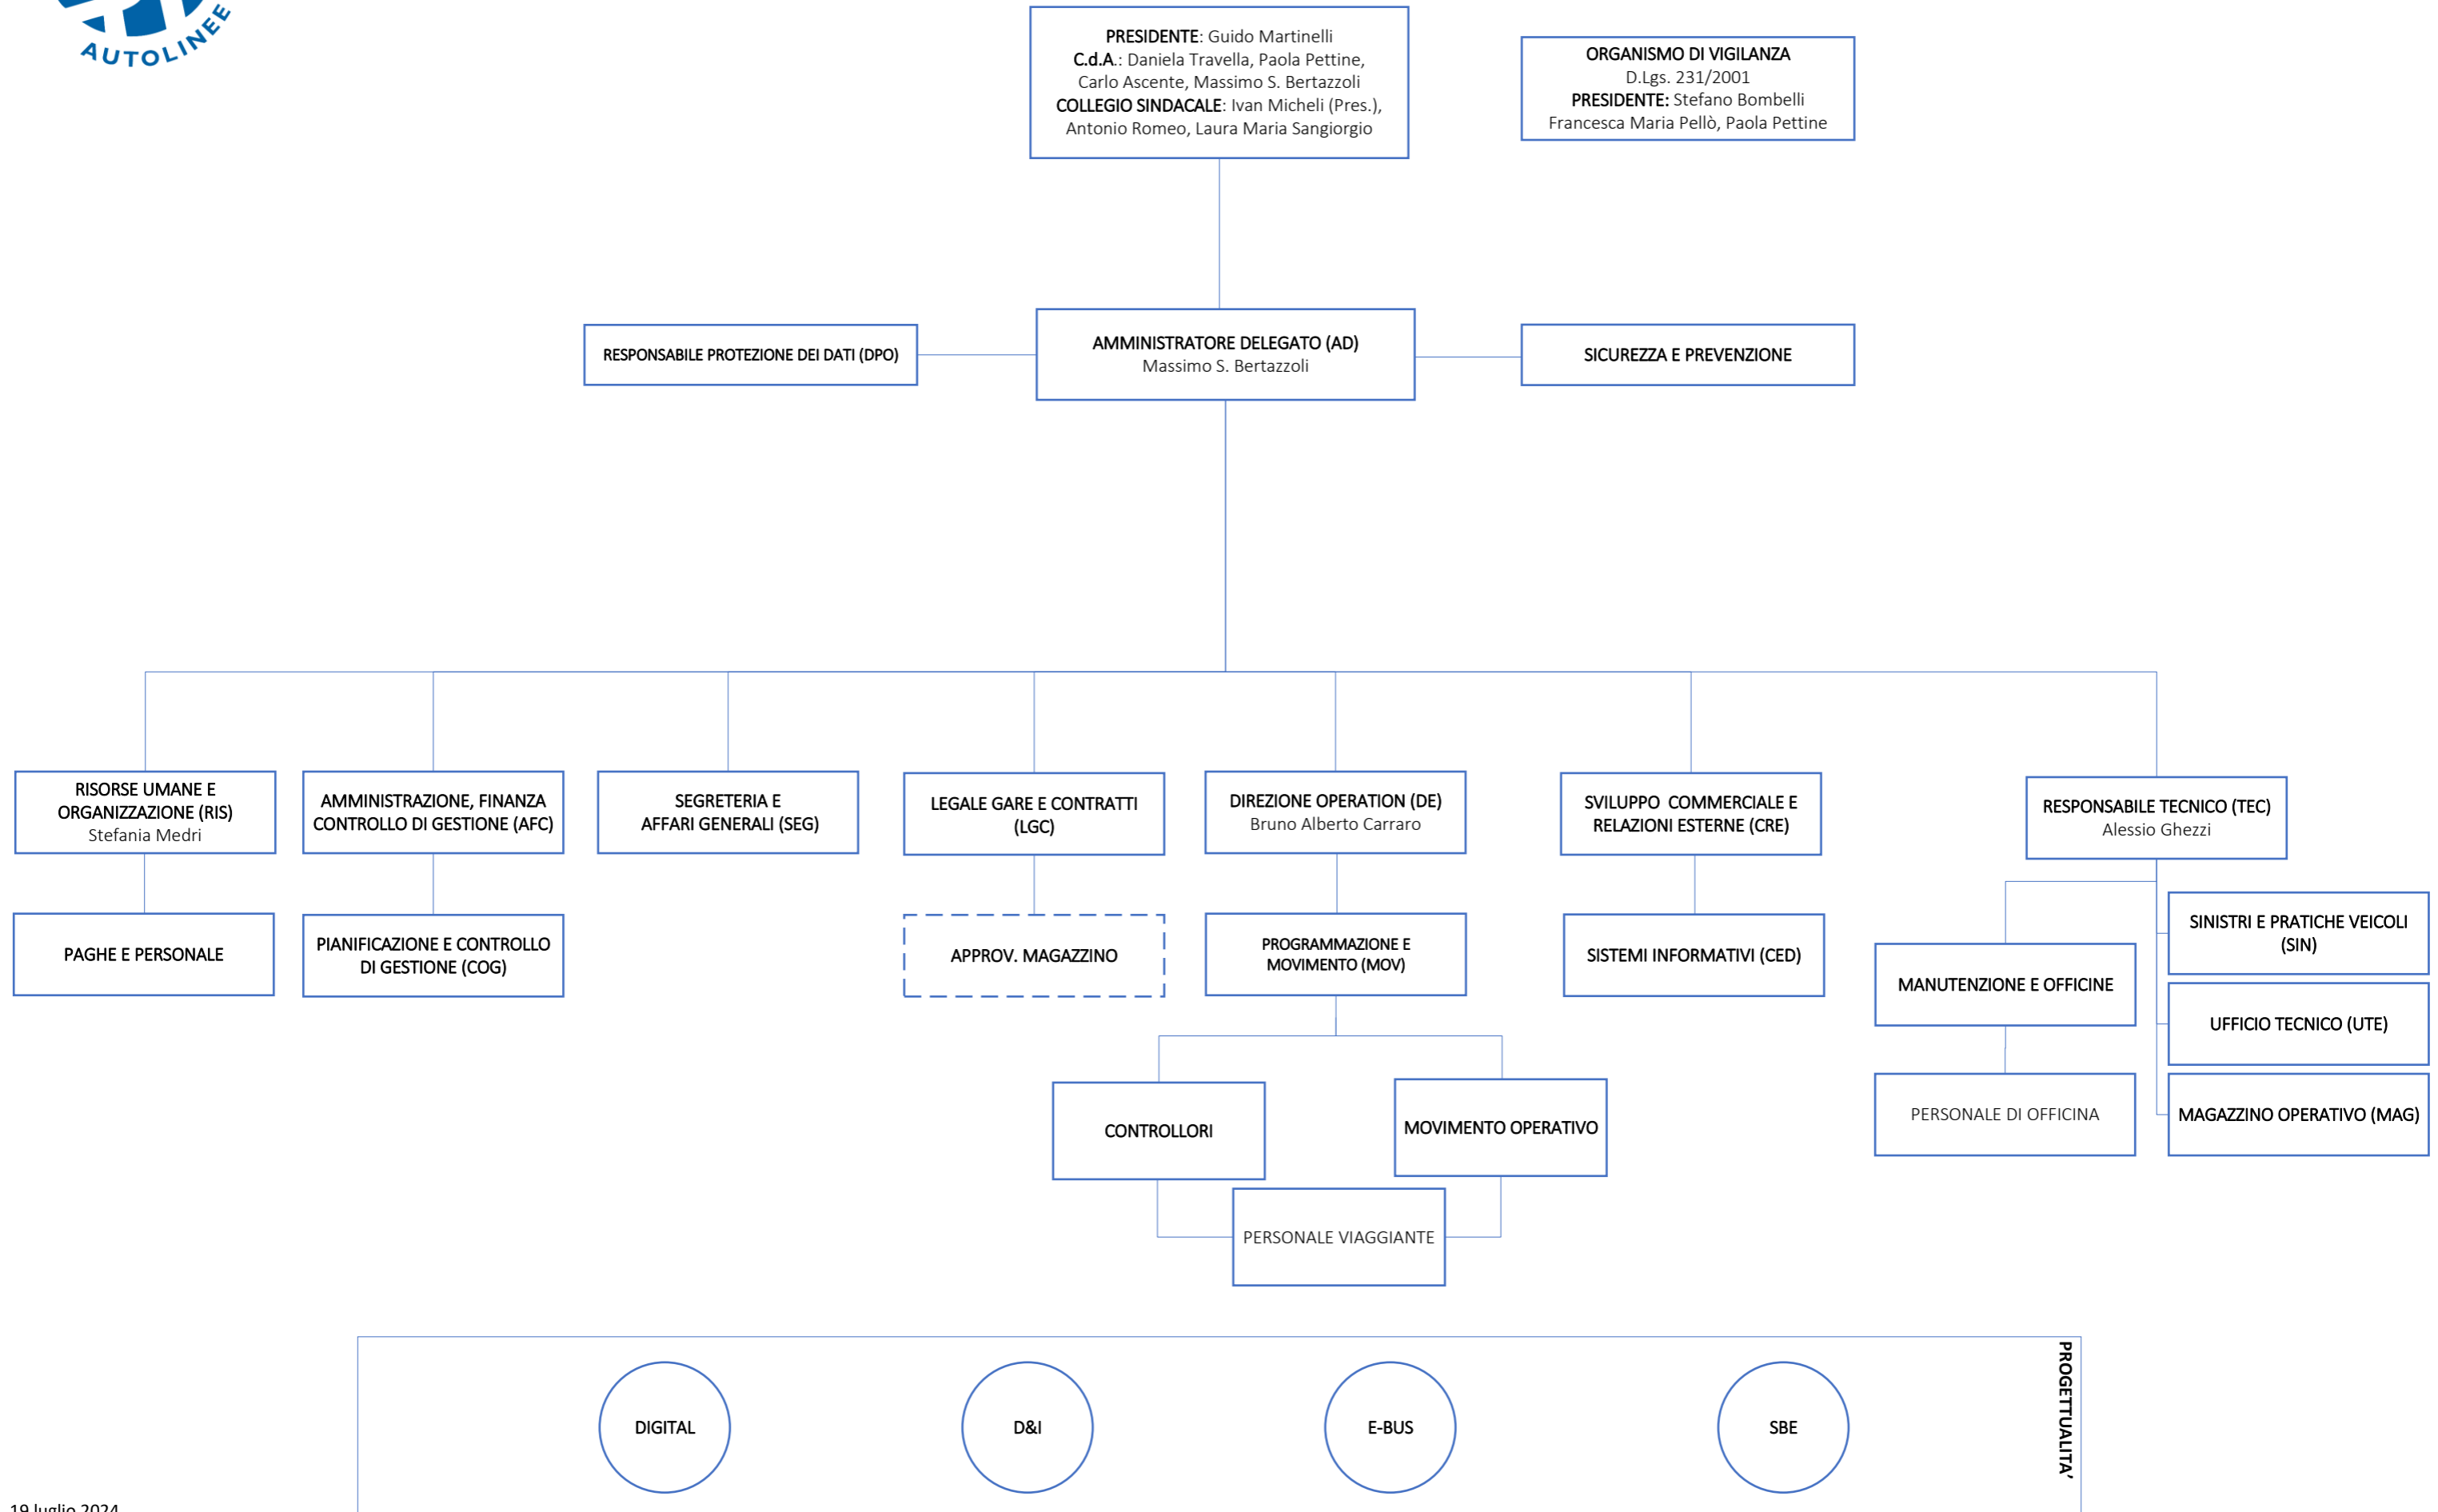 AUTOLINEE
PRESIDENTE: Guido Martinelli
C.d.A.: Daniela Travella, Paola Pettine,
Carlo Ascente, Massimo S. Bertazzoli
COLLEGIO SINDACALE: Ivan Micheli (Pres.),
Antonio Romeo, Laura Maria Sangiorgio
ORGANISMO DI VIGILANZA
D.Lgs. 231/2001
PRESIDENTE: Stefano Bombelli
Francesca Maria Pellò, Paola Pettine
RESPONSABILE PROTEZIONE DEI DATI (DPO)
AMMINISTRATORE DELEGATO (AD)
Massimo S. Bertazzoli
SICUREZZA E PREVENZIONE
RISORSE UMANE E
ORGANIZZAZIONE (RIS)
Stefania Medri
AMMINISTRAZIONE, FINANZA
CONTROLLO DI GESTIONE (AFC)
SEGRETERIA E
AFFARI GENERALI (SEG)
LEGALE GARE E CONTRATTI
(LGC)
DIREZIONE OPERATION (DE)
Bruno Alberto Carraro
SVILUPPO COMMERCIALE E
RELAZIONI ESTERNE (CRE)
RESPONSABILE TECNICO (TEC)
Alessio Ghezzi
PAGHE E PERSONALE
PIANIFICAZIONE E CONTROLLO
DI GESTIONE (COG)
APPROV. MAGAZZINO
PROGRAMMAZIONE E
MOVIMENTO (MOV)
SISTEMI INFORMATIVI (CED)
MANUTENZIONE E OFFICINE
SINISTRI E PRATICHE VEICOLI
(SIN)
UFFICIO TECNICO (UTE)
CONTROLLORI
MOVIMENTO OPERATIVO
PERSONALE DI OFFICINA
MAGAZZINO OPERATIVO (MAG)
PERSONALE VIAGGIANTE
PROGETTUALITA'
DIGITAL
D&I
E-BUS
SBE
19 luglio 2024